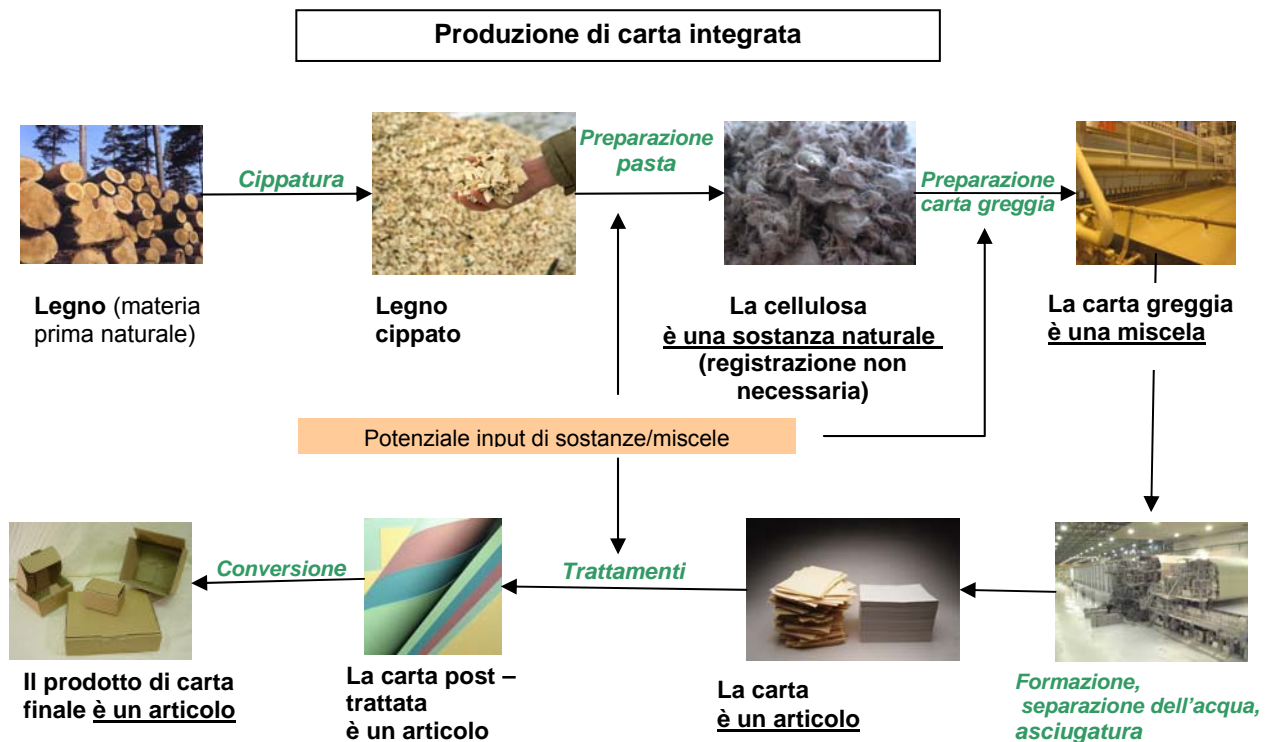 Produzione di carta integrata
Cippatura
Preparazione
pasta
Preparazione
carta greggia
Legno (materia
prima naturale)
Legno
cippato
La cellulosa
è una sostanza naturale
(registrazione non
necessaria)
La carta greggia
è una miscela
Potenziale input di sostanze/miscele
Conversione
Trattamenti
Il prodotto di carta
finale è un articolo
La carta post –
trattata
è un articolo
La carta
è un articolo
Formazione,
separazione dell'acqua,
asciugatura